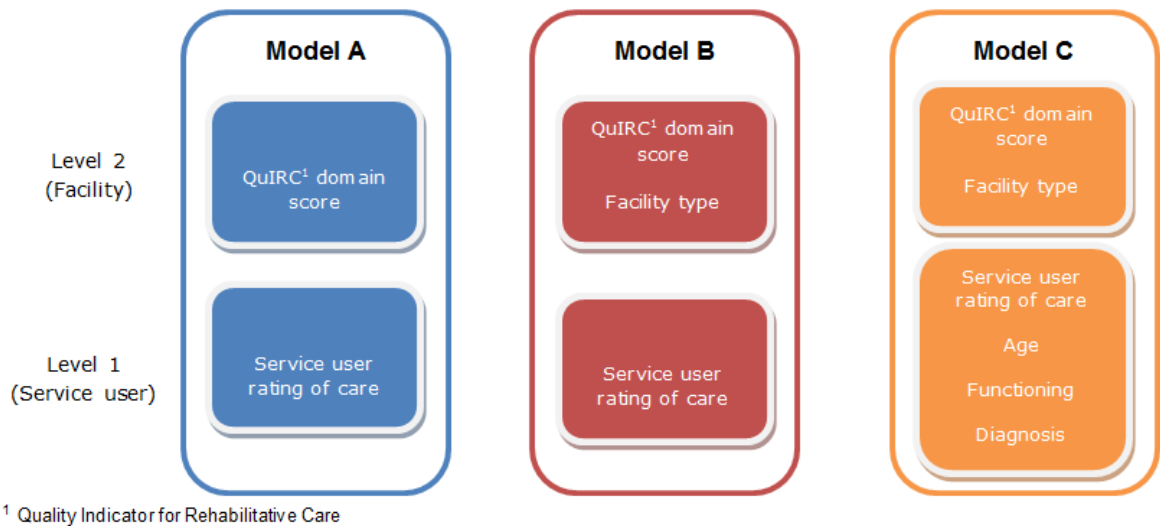 Model A
Model B
Model C
Level 2
(Facility)
QuIRC¹ domain
score
QuIRC¹ domain
score
Facility type
QuIRC¹ domain
score
Facility type
Level 1
(Service user)
Service user
rating of care
Service user
rating of care
Service user
rating of care
Age
Functioning
Diagnosis
¹ Quality Indicator for Rehabilitative Care